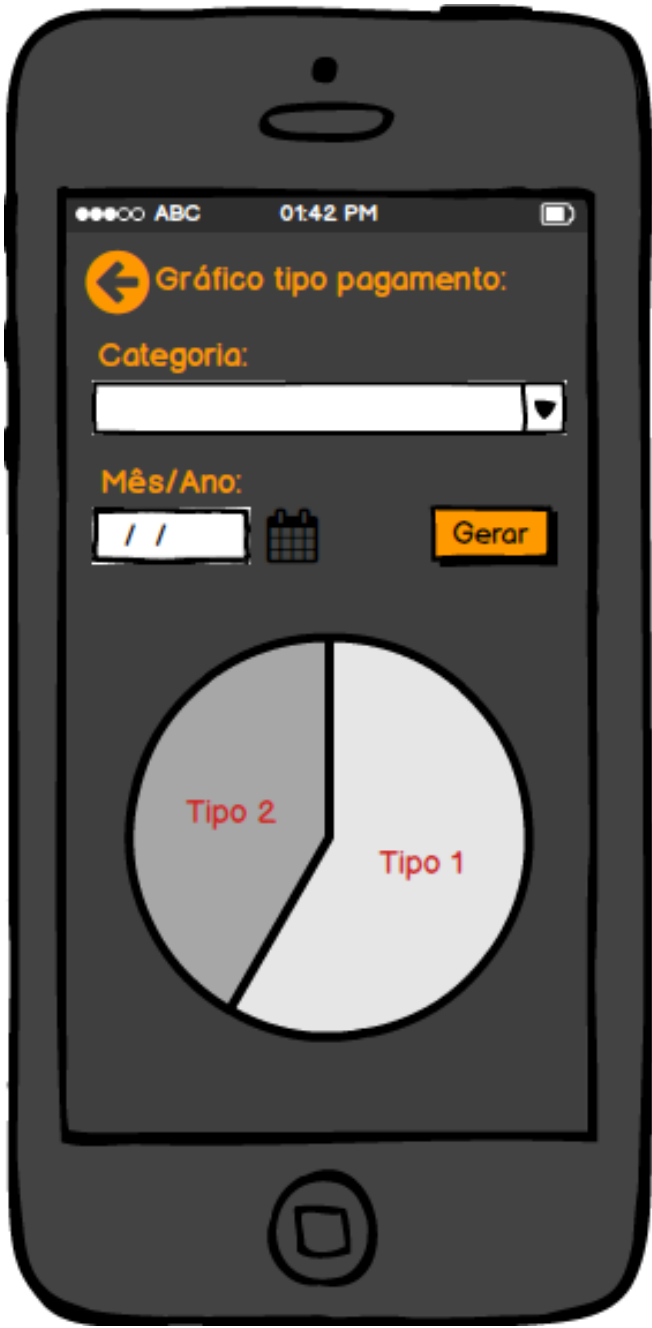 ABC 01:42 PM
Gráfico tipo pagamento:
Categoria:
Mês/Ano:
/ /
Gerar
Tipo 2
Tipo 1